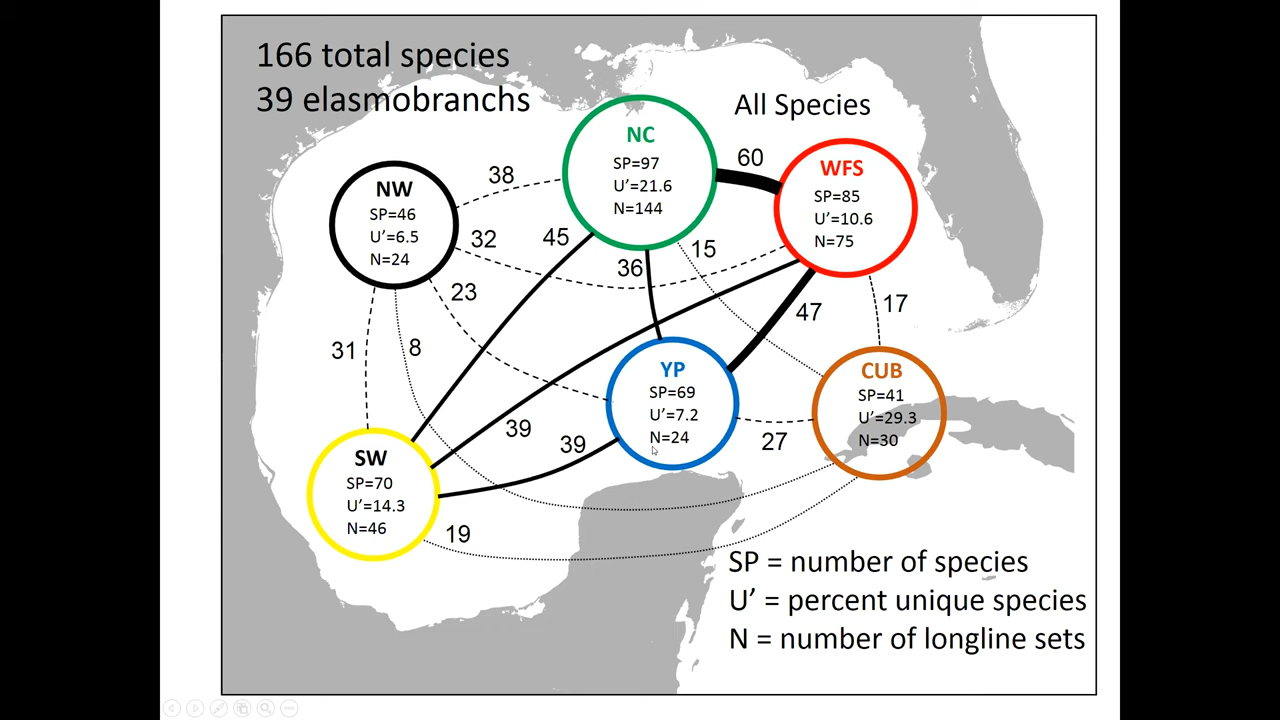 166 total species
39 elasmobranchs
All Species
NC
SP=97
U’=21.6
N=144
60
WFS
SP=85
U’=10.6
N=75
NW
SP=46
U’=6.5
N=24
38
32
23
45
36
15
47
17
31
8
YP
SP=69
U’=7.2
N=24
CUB
SP=41
U’=29.3
N=30
39
39
27
SW
SP=70
U’=14.3
N=46
19
SP = number of species
U’ = percent unique species
N = number of longline sets